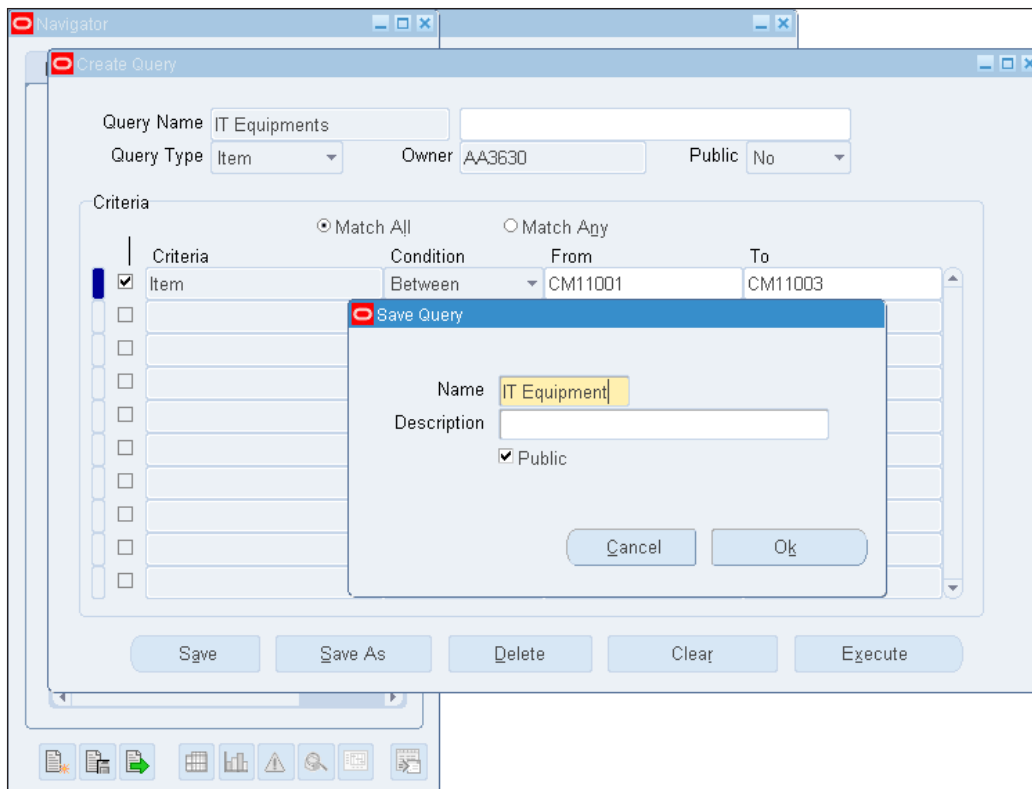 Navigator
Create Query
Query Name IT Equipments
Query Type Item Owner AA3630 Public No
Criteria
Match All Match Any
Criteria Condition From To
Item Between CM11001 CM11003
Save Query
Name IT Equipment
Description
Public
Cancel Ok
Save Save As Delete Clear Execute